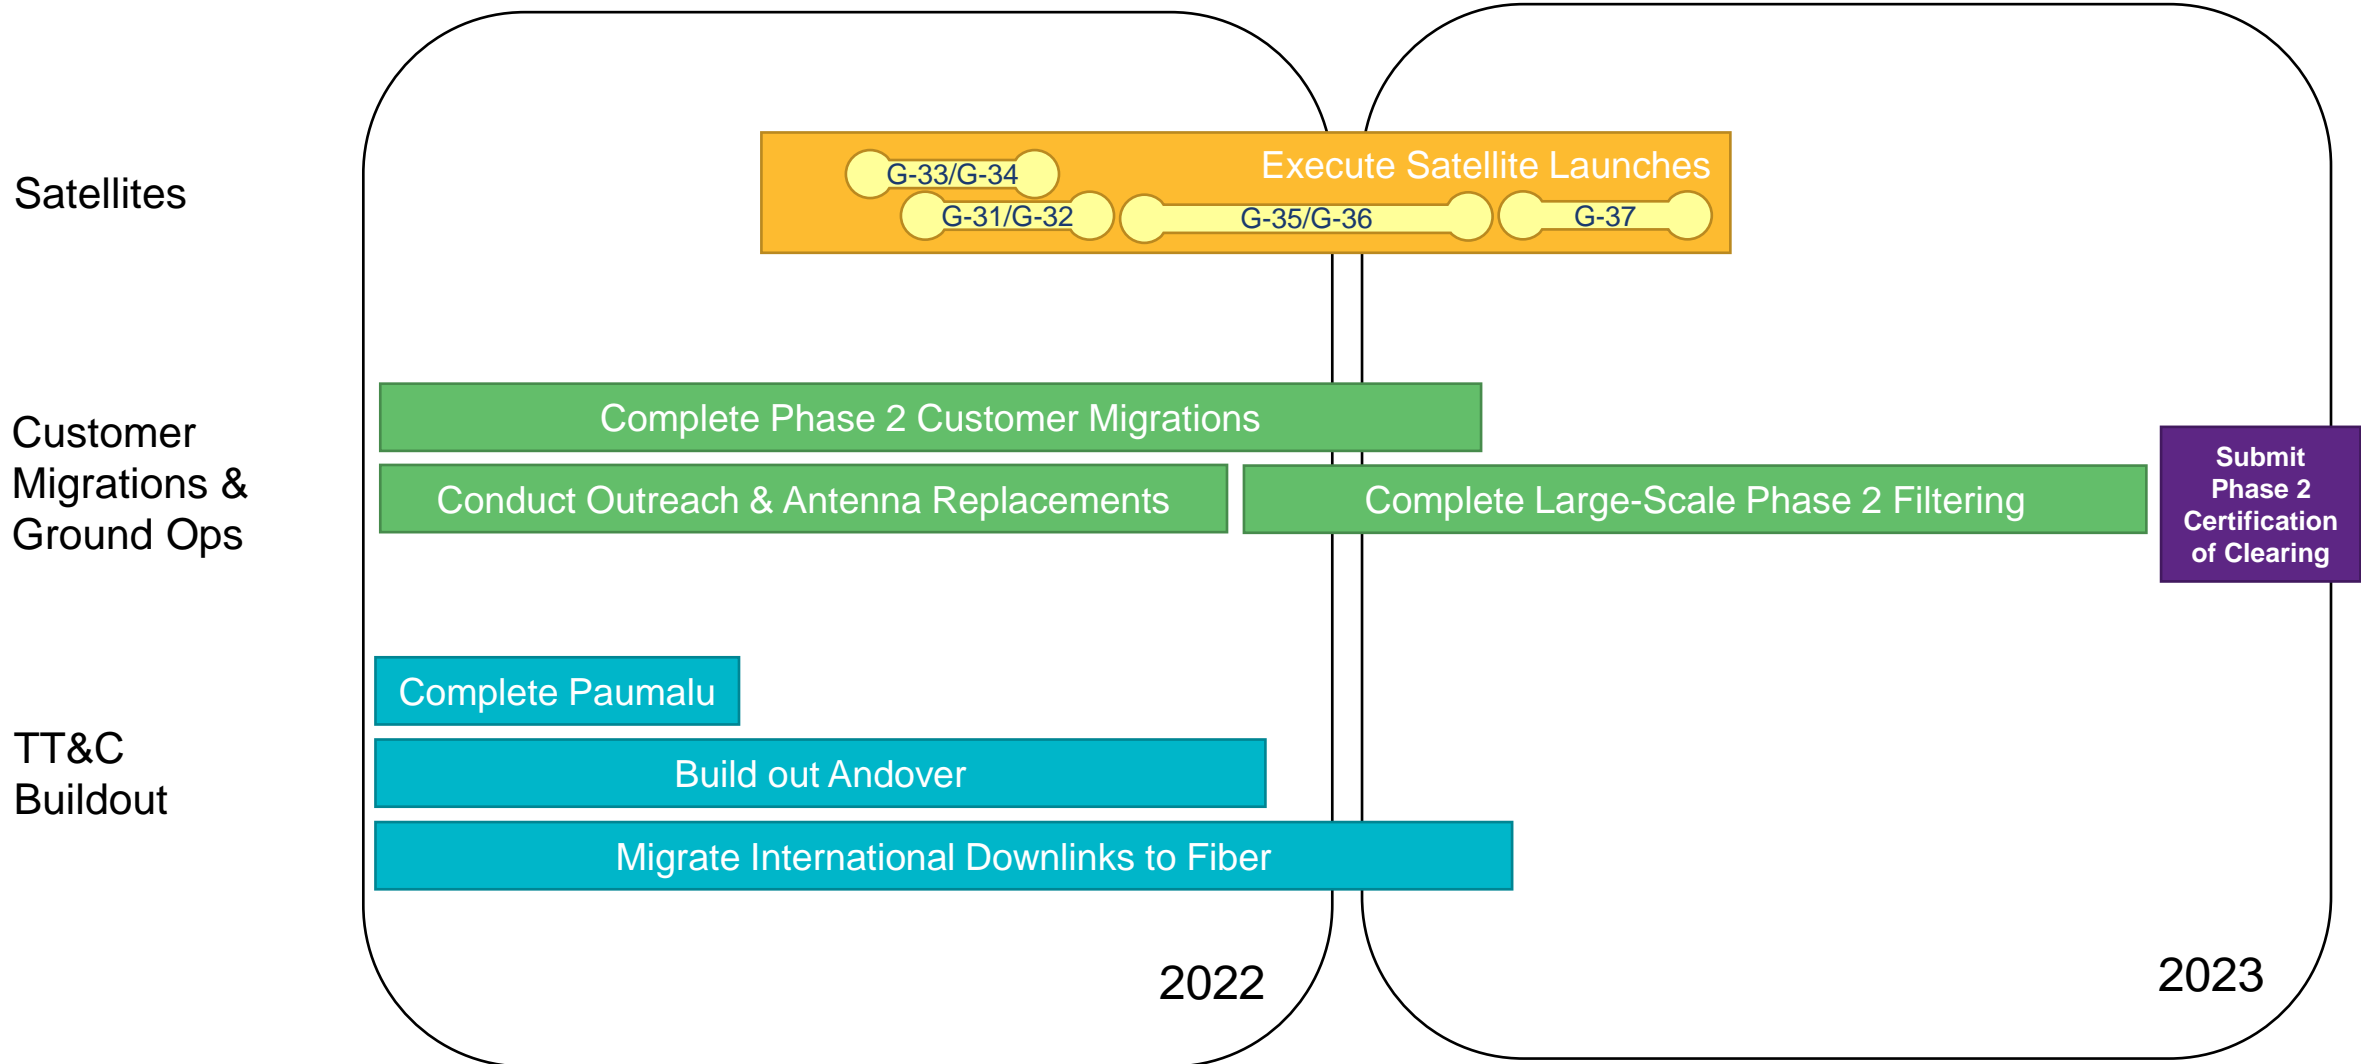 Satellites
Execute Satellite Launches
G-33/G-34
G-31/G-32
G-35/G-36
G-37
Customer
Migrations &
Ground Ops
Complete Phase 2 Customer Migrations
Conduct Outreach & Antenna Replacements
Complete Large-Scale Phase 2 Filtering
Submit
Phase 2
Certification
of Clearing
TT&C
Buildout
Complete Paumalu
Build out Andover
Migrate International Downlinks to Fiber
2022
2023